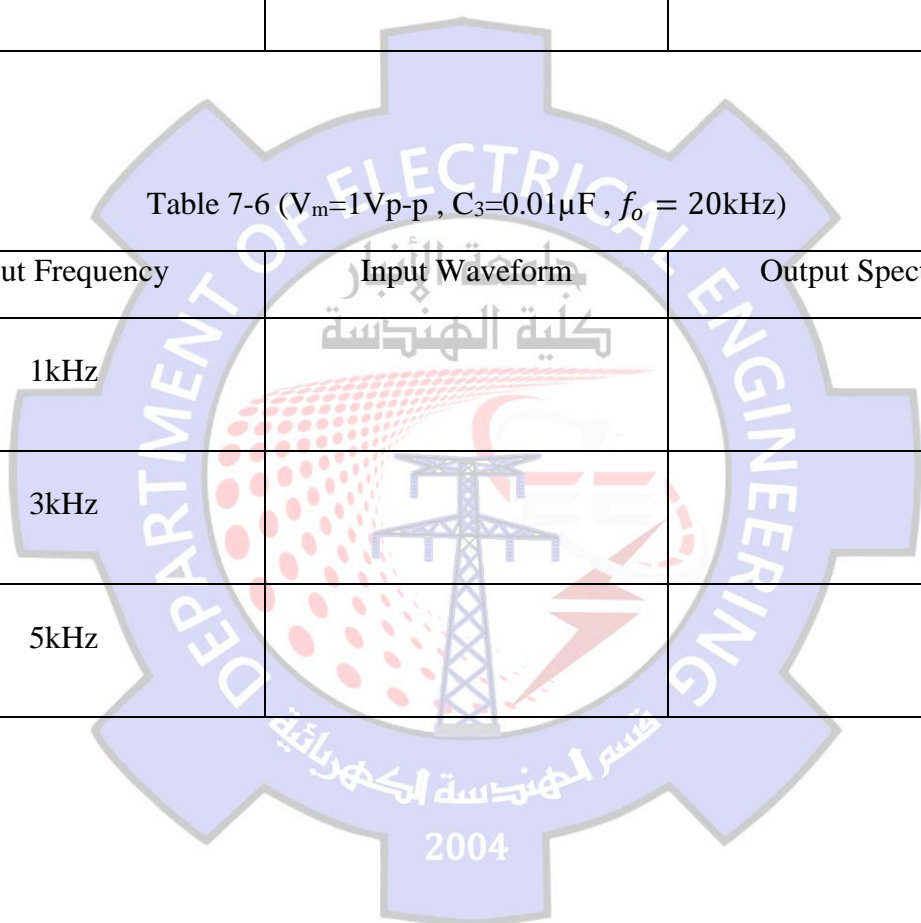 Table 7-6 (Vm=1Vp-p , C3=0.01µF , fo = 20kHz)
ut Frequency Input Waveform Output Spect
1kHz
3kHz
5kHz
DEPARTMENT OF ELECTRICAL ENGINEERING
جامعة الأنبار
كلية الهندسة
EE
قسم الهندسة الكهربائية
2004